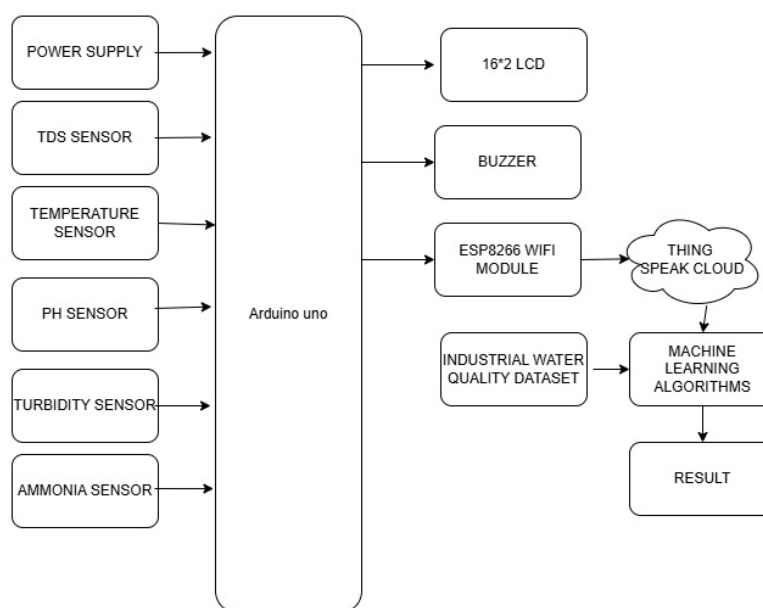 POWER SUPPLY
TDS SENSOR
TEMPERATURE
SENSOR
PH SENSOR
TURBIDITY SENSOR
AMMONIA SENSOR
Arduino uno
16*2 LCD
BUZZER
ESP8266 WIFI
MODULE
THING
SPEAK CLOUD
INDUSTRIAL WATER
QUALITY DATASET
MACHINE
LEARNING
ALGORITHMS
RESULT